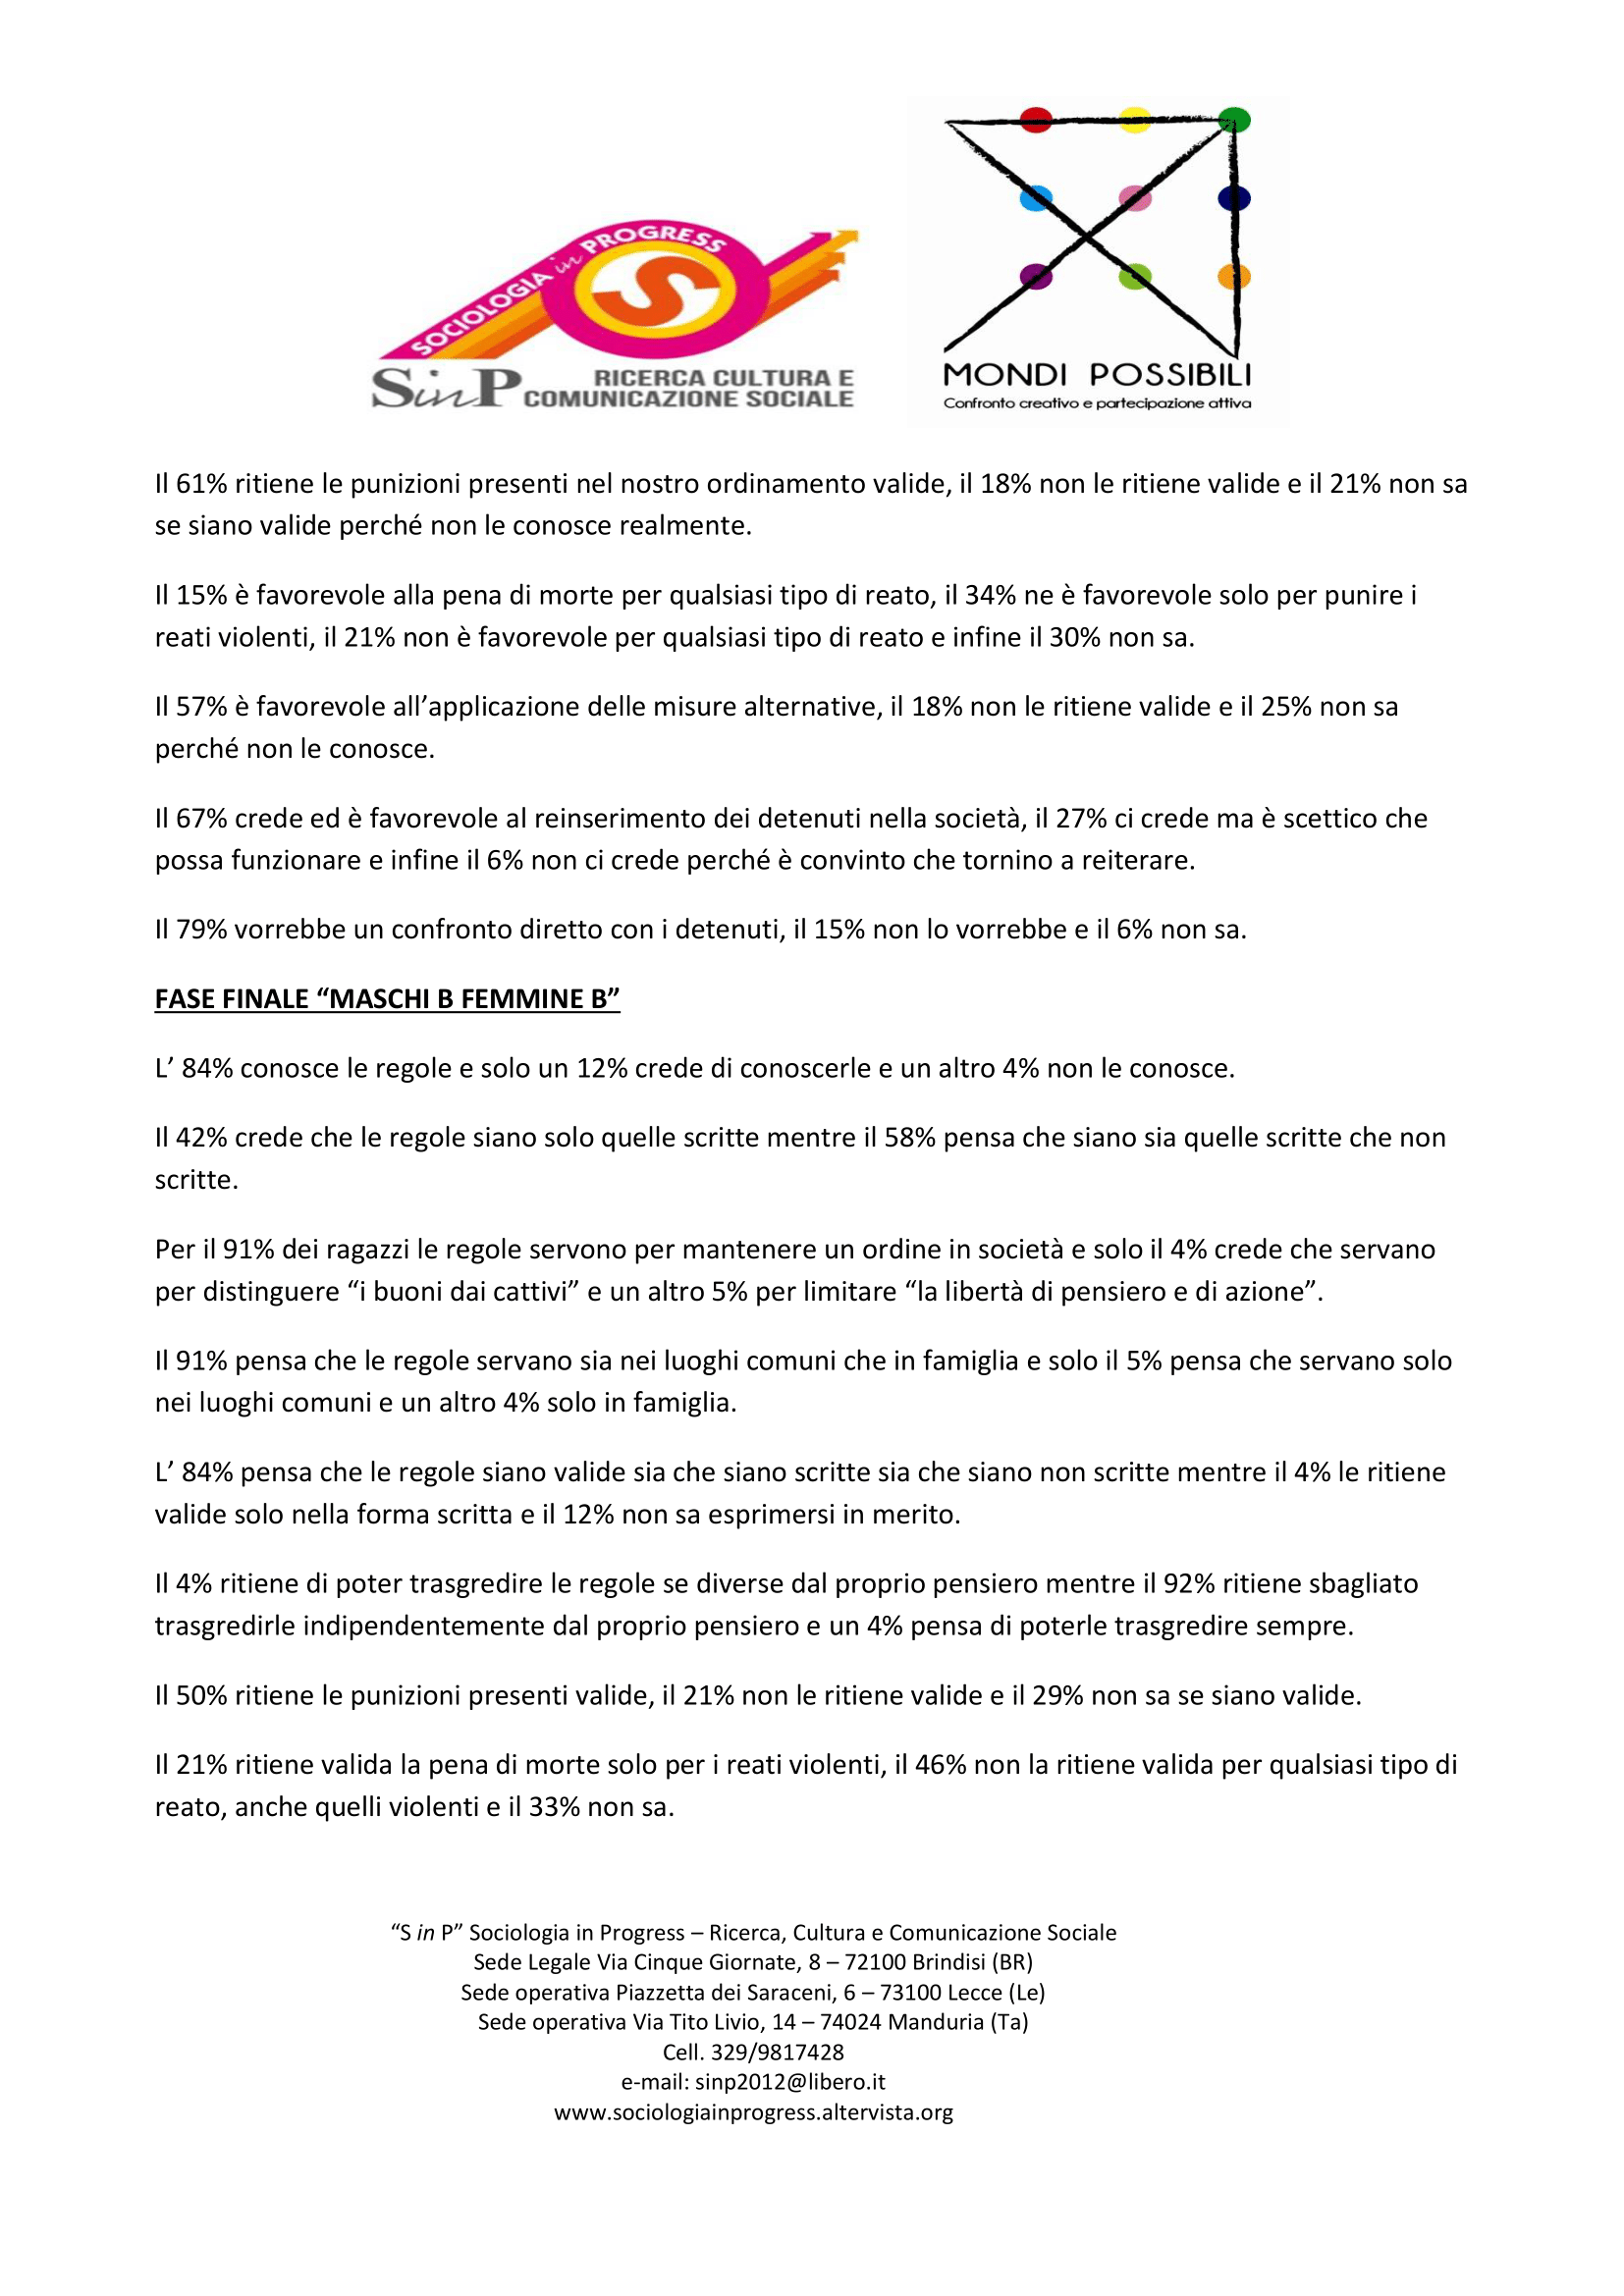 SOCIOLOGIA in PROGRESS
S
SinP RICERCA CULTURA E
COMUNICAZIONE SOCIALE
MONDI POSSIBILI
Confronto creativo e partecipazione attiva
Il 61% ritiene le punizioni presenti nel nostro ordinamento valide, il 18% non le ritiene valide e il 21% non sa
se siano valide perché non le conosce realmente.
Il 15% è favorevole alla pena di morte per qualsiasi tipo di reato, il 34% ne è favorevole solo per punire i
reati violenti, il 21% non è favorevole per qualsiasi tipo di reato e infine il 30% non sa.
Il 57% è favorevole all’applicazione delle misure alternative, il 18% non le ritiene valide e il 25% non sa
perché non le conosce.
Il 67% crede ed è favorevole al reinserimento dei detenuti nella società, il 27% ci crede ma è scettico che
possa funzionare e infine il 6% non ci crede perché è convinto che tornino a reiterare.
Il 79% vorrebbe un confronto diretto con i detenuti, il 15% non lo vorrebbe e il 6% non sa.
FASE FINALE “MASCHI B FEMMINE B”
L’ 84% conosce le regole e solo un 12% crede di conoscerle e un altro 4% non le conosce.
Il 42% crede che le regole siano solo quelle scritte mentre il 58% pensa che siano sia quelle scritte che non
scritte.
Per il 91% dei ragazzi le regole servono per mantenere un ordine in società e solo il 4% crede che servano
per distinguere “i buoni dai cattivi” e un altro 5% per limitare “la libertà di pensiero e di azione”.
Il 91% pensa che le regole servano sia nei luoghi comuni che in famiglia e solo il 5% pensa che servano solo
nei luoghi comuni e un altro 4% solo in famiglia.
L’ 84% pensa che le regole siano valide sia che siano scritte sia che siano non scritte mentre il 4% le ritiene
valide solo nella forma scritta e il 12% non sa esprimersi in merito.
Il 4% ritiene di poter trasgredire le regole se diverse dal proprio pensiero mentre il 92% ritiene sbagliato
trasgredirle indipendentemente dal proprio pensiero e un 4% pensa di poterle trasgredire sempre.
Il 50% ritiene le punizioni presenti valide, il 21% non le ritiene valide e il 29% non sa se siano valide.
Il 21% ritiene valida la pena di morte solo per i reati violenti, il 46% non la ritiene valida per qualsiasi tipo di
reato, anche quelli violenti e il 33% non sa.
“S in P” Sociologia in Progress – Ricerca, Cultura e Comunicazione Sociale
Sede Legale Via Cinque Giornate, 8 – 72100 Brindisi (BR)
Sede operativa Piazzetta dei Saraceni, 6 – 73100 Lecce (Le)
Sede operativa Via Tito Livio, 14 – 74024 Manduria (Ta)
Cell. 329/9817428
e-mail: sinp2012@libero.it
www.sociologiainprogress.altervista.org